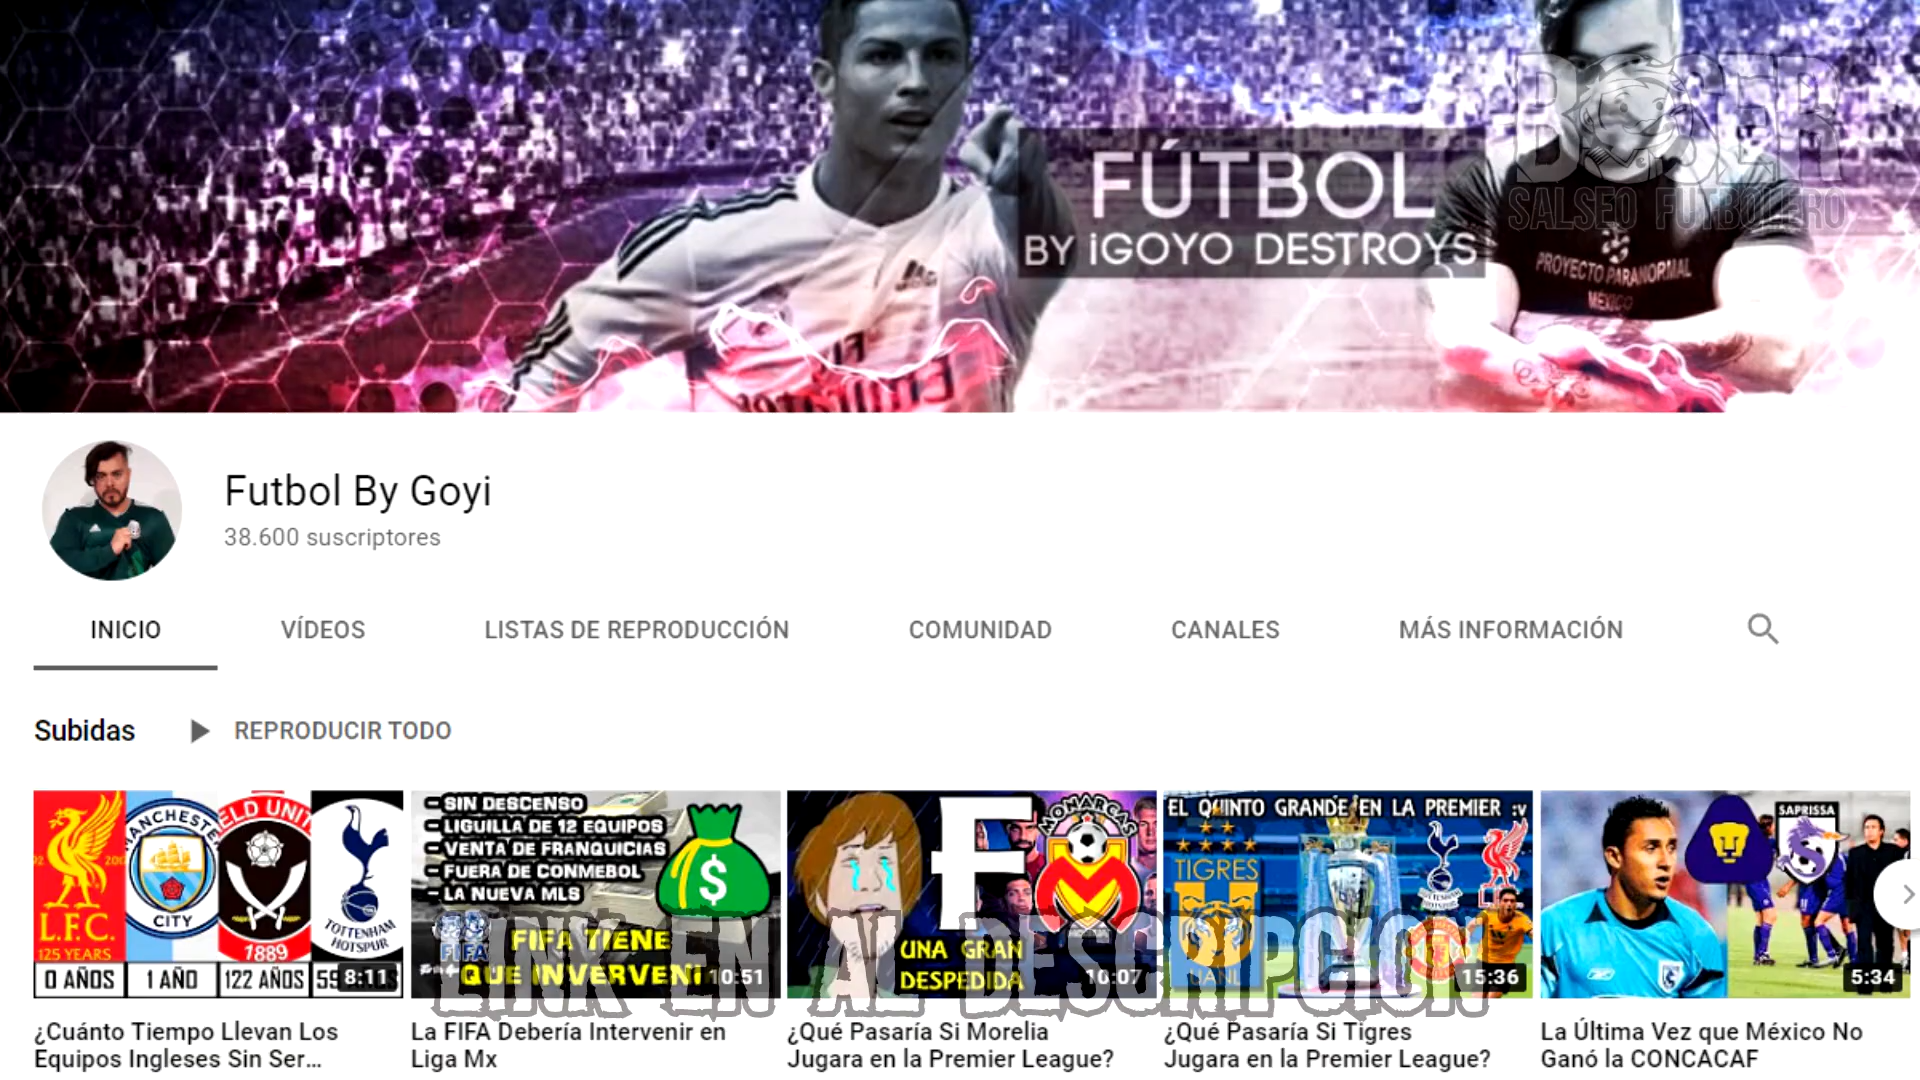 BOSER
SALSEO FUTBOLERO
FÚTBOL
BY iGOYO DESTROYS
PROYECTO PARANORMAL
MÉXICO
Futbol By Goyi
38.600 suscriptores
INICIO
VÍDEOS
LISTAS DE REPRODUCCIÓN
COMUNIDAD
CANALES
MÁS INFORMACIÓN
Subidas
REPRODUCIR TODO
L.F.C.
125 YEARS
0 AÑOS
MANCHESTE
CITY
1 AÑO
ELD UNIT
1889
122 AÑOS
TOTTENHAM
HOTSPUR
8:11
- SIN DESCENSO
- LIGUILLA DE 12 EQUIPOS
- VENTA DE FRANQUICIAS
- FUERA DE CONMEBOL
- LA NUEVA MLS
$
FIFA
FIFA TIENE
QUE INVERVENI
10:51
F
MONARCAS
UNA GRAN
DESPEDIDA
10:07
EL QUINTO GRANDE EN LA PREMIER :v
TIGRES
UANL
15:36
SAPRISSA
S
5:34
LINK EN AL DESCRIPCION
¿Cuánto Tiempo Llevan Los
Equipos Ingleses Sin Ser...
La FIFA Debería Intervenir en
Liga Mx
¿Qué Pasaría Si Morelia
Jugara en la Premier League?
¿Qué Pasaría Si Tigres
Jugara en la Premier League?
La Última Vez que México No
Ganó la CONCACAF